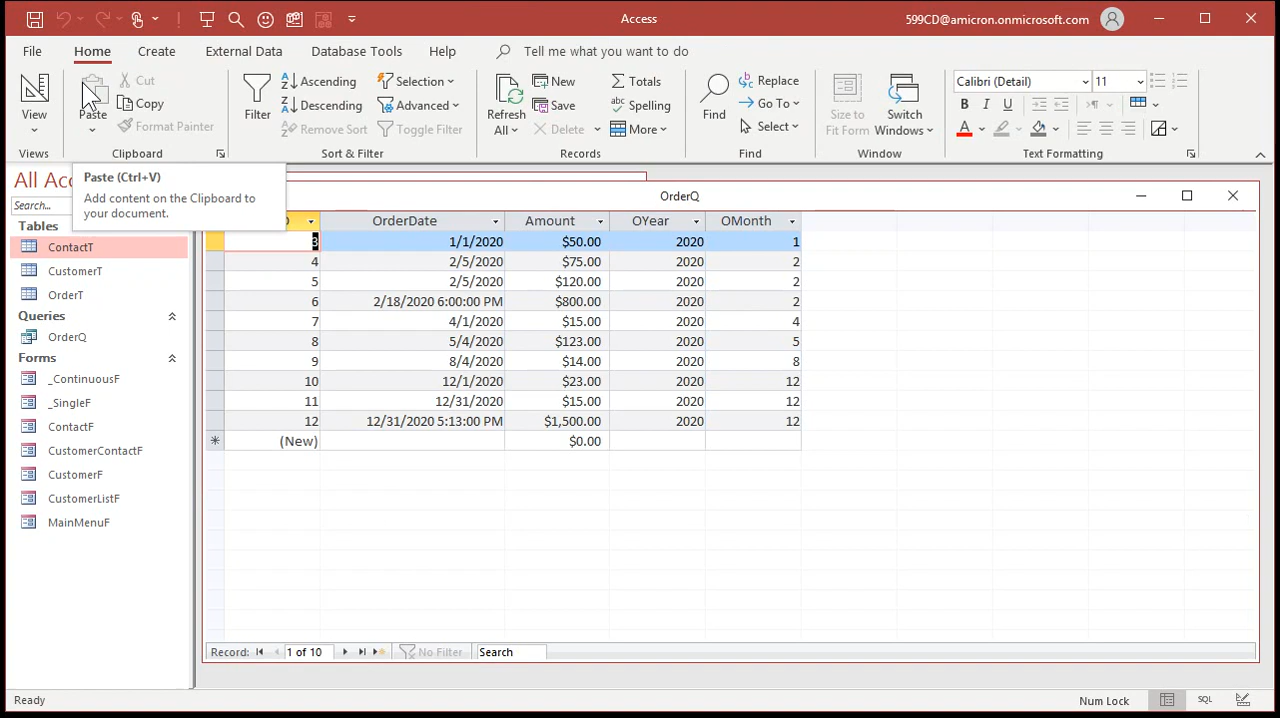 Access
599CD@amicron.onmicrosoft.com
File Home Create External Data Database Tools Help Tell me what you want to do
View
Views
Paste
Cut
Copy
Format Painter
Clipboard
Filter
Ascending
Descending
Remove Sort
Selection
Advanced
Toggle Filter
Sort & Filter
Refresh
All
New
Save
Delete
Totals
Spelling
More
Records
Find
Replace
Go To
Select
Find
Size to
Fit Form
Switch
Windows
Window
Calibri (Detail) 11
B I U
A
Text Formatting
Paste (Ctrl+V)
Add content on the Clipboard to
your document.
All Ac
Search...
Tables
ContactT
CustomerT
OrderT
Queries
OrderQ
Forms
_ContinuousF
_SingleF
ContactF
CustomerContactF
CustomerF
CustomerListF
MainMenuF
OrderQ
OrderDate Amount OYear OMonth
3 1/1/2020 $50.00 2020 1
4 2/5/2020 $75.00 2020 2
5 2/5/2020 $120.00 2020 2
6 2/18/2020 6:00:00 PM $800.00 2020 2
7 4/1/2020 $15.00 2020 4
8 5/4/2020 $123.00 2020 5
9 8/4/2020 $14.00 2020 8
10 12/1/2020 $23.00 2020 12
11 12/31/2020 $15.00 2020 12
12 12/31/2020 5:13:00 PM $1,500.00 2020 12
* (New) $0.00
Record: 1 of 10 No Filter Search
Ready
Num Lock SQL